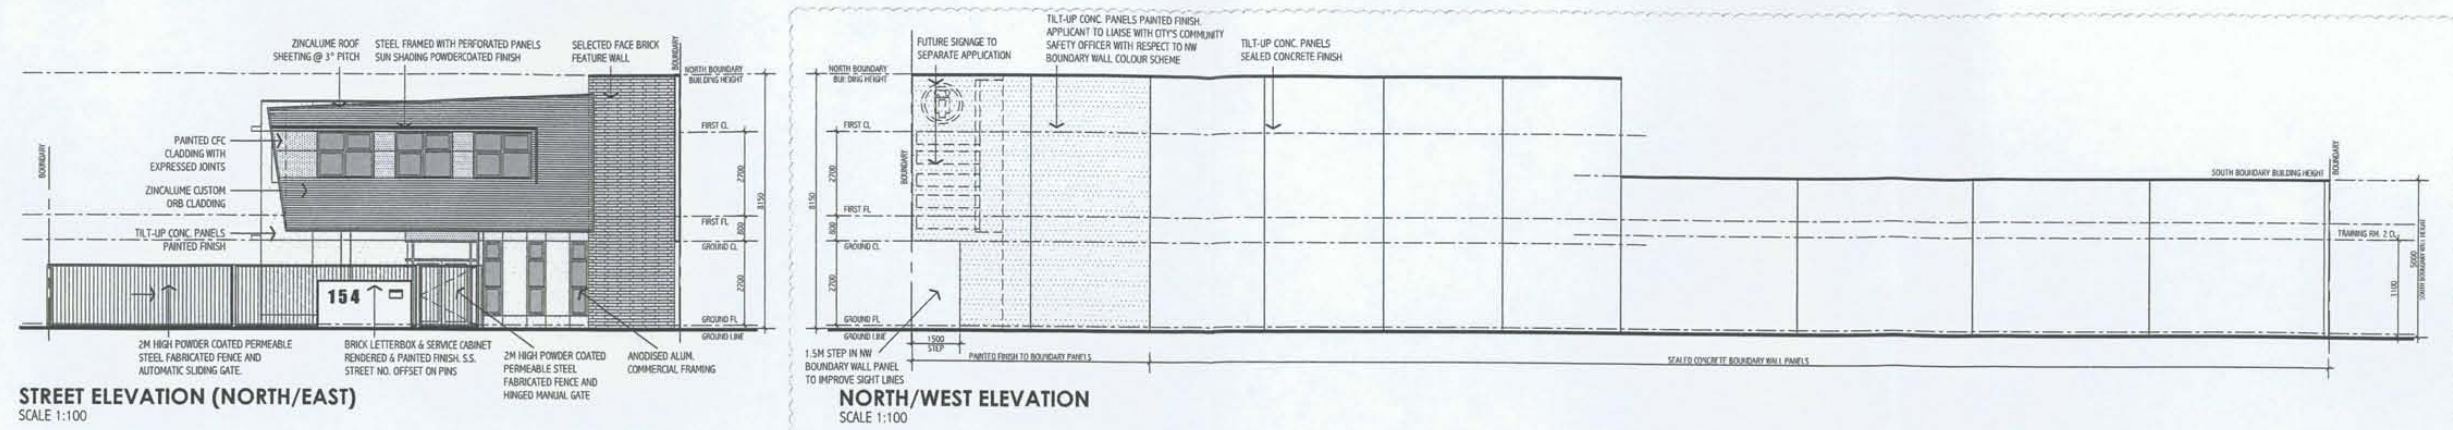 ZINCALUME ROOF
SHEETING @ 3° PITCH
STEEL FRAMED WITH PERFORATED PANELS
SUN SHADING POWDERCOATED FINISH
SELECTED FACE BRICK
FEATURE WALL
BOUNDARY
NORTH BOUNDARY
BUILDING HEIGHT
BOUNDARY
PAINTED CFC
CLADDING WITH
EXPRESSED JOINTS
ZINCALUME CUSTOM
ORB CLADDING
TILT-UP CONC. PANELS
PAINTED FINISH
FIRST CL
2700
8150
FIRST FL
800
GROUND CL
2700
GROUND FL
GROUND LINE
154
2M HIGH POWDER COATED PERMEABLE
STEEL FABRICATED FENCE AND
AUTOMATIC SLIDING GATE.
BRICK LETTERBOX & SERVICE CABINET
RENDERED & PAINTED FINISH. S.S.
STREET NO. OFFSET ON PINS
2M HIGH POWDER COATED
PERMEABLE STEEL
FABRICATED FENCE AND
HINGED MANUAL GATE
ANODISED ALUM.
COMMERCIAL FRAMING
STREET ELEVATION (NORTH/EAST)
SCALE 1:100
FUTURE SIGNAGE TO
SEPARATE APPLICATION
TILT-UP CONC. PANELS PAINTED FINISH.
APPLICANT TO LIAISE WITH CITY'S COMMUNITY
SAFETY OFFICER WITH RESPECT TO NW
BOUNDARY WALL COLOUR SCHEME
TILT-UP CONC. PANELS
SEALED CONCRETE FINISH
NORTH BOUNDARY
BUILDING HEIGHT
FIRST CL
BOUNDARY
2700
8150
FIRST FL
800
GROUND CL
2700
GROUND FL
GROUND LINE
1500
STEP
1.5M STEP IN NW
BOUNDARY WALL PANEL
TO IMPROVE SIGHT LINES
PAINTED FINISH TO BOUNDARY PANELS
SEALED CONCRETE BOUNDARY WALL PANELS
SOUTH BOUNDARY BUILDING HEIGHT
BOUNDARY
TRAINING RM. 2 CL
3100
5000
SOUTH BOUNDARY WALL HEIGHT
NORTH/WEST ELEVATION
SCALE 1:100